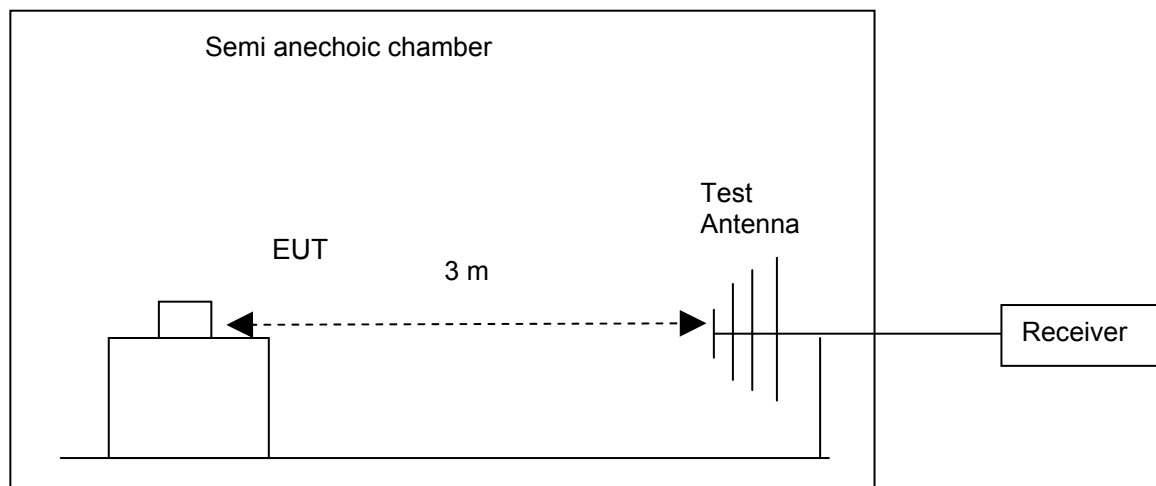 Semi anechoic chamber
Test
Antenna
EUT
3 m
Receiver